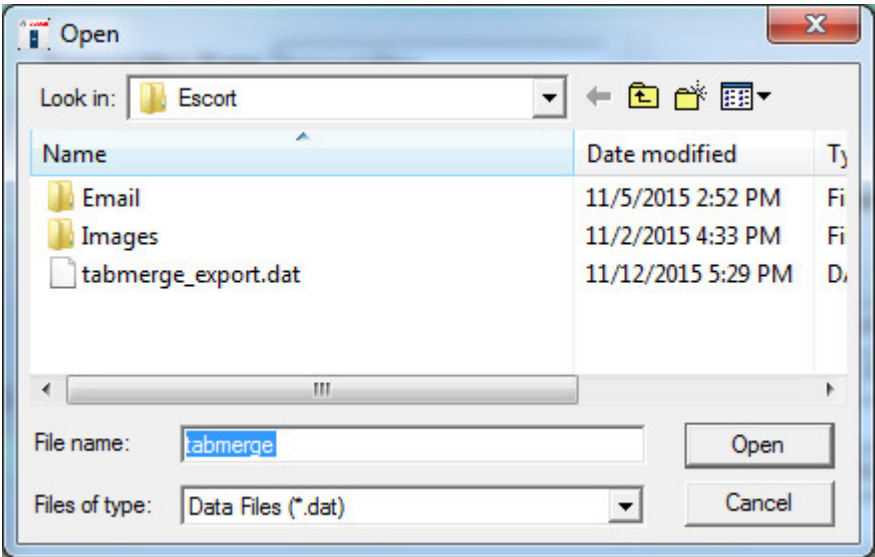 Open
Look in: Escort
Name Date modified Ty
Email 11/5/2015 2:52 PM Fi
Images 11/2/2015 4:33 PM Fi
tabmerge_export.dat 11/12/2015 5:29 PM DA
File name: tabmerge Open
Files of type: Data Files (*.dat) Cancel